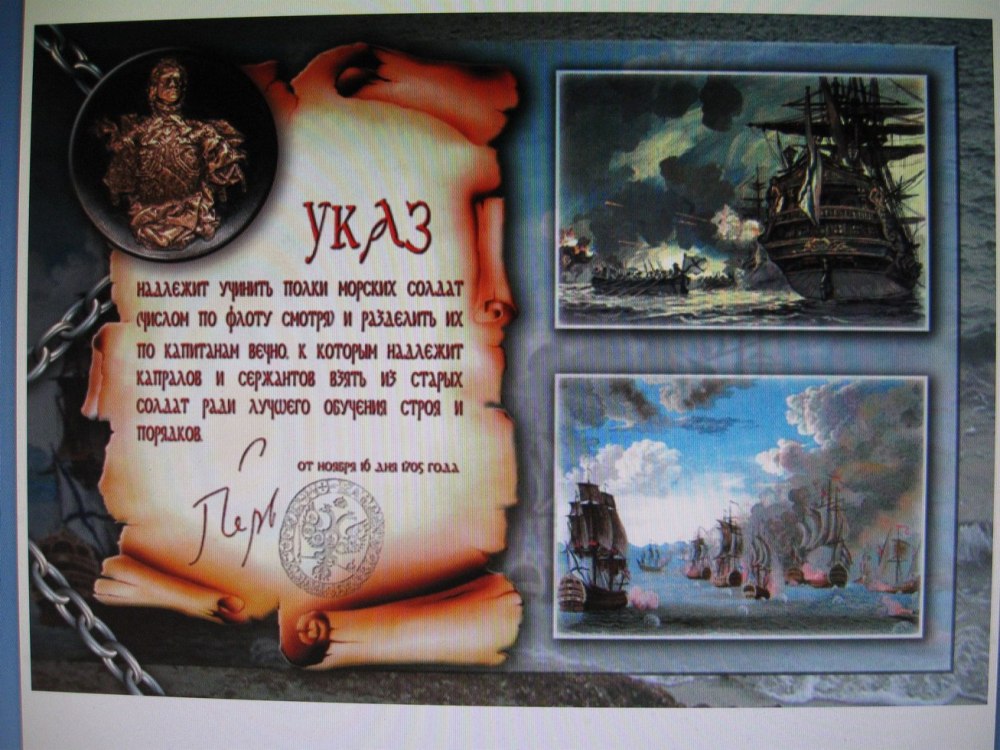 УКАЗ
НАДЛЕЖИТ УЧИНИТЬ ПОЛКИ МОРСКИХ СОЛДАТ
(ЧИСЛОМ ПО ФЛОТУ СМОТРЯ) И РАЗДЕЛИТЬ ИХ
ПО КАПИТАНАМ ВЕЧНО, К КОТОРЫМ НАДЛЕЖИТ
КАПРАЛОВ И СЕРЖАНТОВ ВЗЯТЬ ИЗ СТАРЫХ
СОЛДАТ РАДИ ЛУЧШЕГО ОБУЧЕНИЯ СТРОЯ И
ПОРЯДКОВ.
ОТ НОЯБРЯ 16 ДНЯ 1705 ГОДА